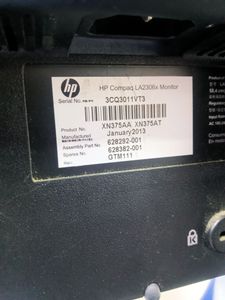 hp
HP Compaq LA2306x Monitor
Serial No.
3CQ3011VT3
Product No. XN375AA XN375AT
Manufactured January2013
Assembly Part No 628292-001
Spares No 628382-001
GTM111
K